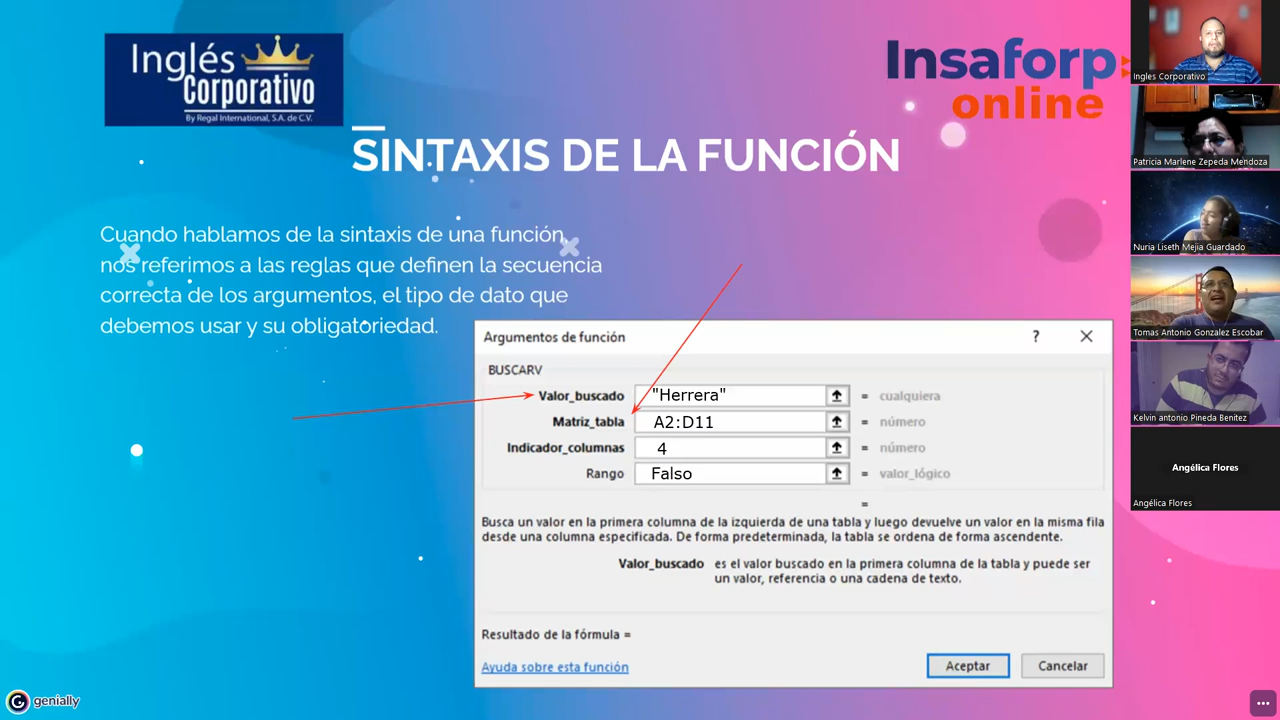 Inglés
Corporativo
By Regal International, S.A. de C.V.
Insaforp
online
SINTAXIS DE LA FUNCIÓN
Cuando hablamos de la sintaxis de una función,
nos referimos a las reglas que definen la secuencia
correcta de los argumentos, el tipo de dato que
debemos usar y su obligatoriedad.
Argumentos de función
?
BUSCARV
Valor_buscado "Herrera" = cualquiera
Matriz_tabla A2:D11 = número
Indicador_columnas 4 = número
Rango Falso = valor_lógico
=
Busca un valor en la primera columna de la izquierda de una tabla y luego devuelve un valor en la misma fila
desde una columna especificada. De forma predeterminada, la tabla se ordena de forma ascendente.
Valor_buscado es el valor buscado en la primera columna de la tabla y puede ser
un valor, referencia o una cadena de texto.
Resultado de la fórmula =
Ayuda sobre esta función
Aceptar
Cancelar
genially
Ingles Corporativo
Patricia Marlene Zepeda Mendoza
Nuria Liseth Mejia Guardado
Tomas Antonio Gonzalez Escobar
Kelvin antonio Pineda Benitez
Angélica Flores
Angélica Flores